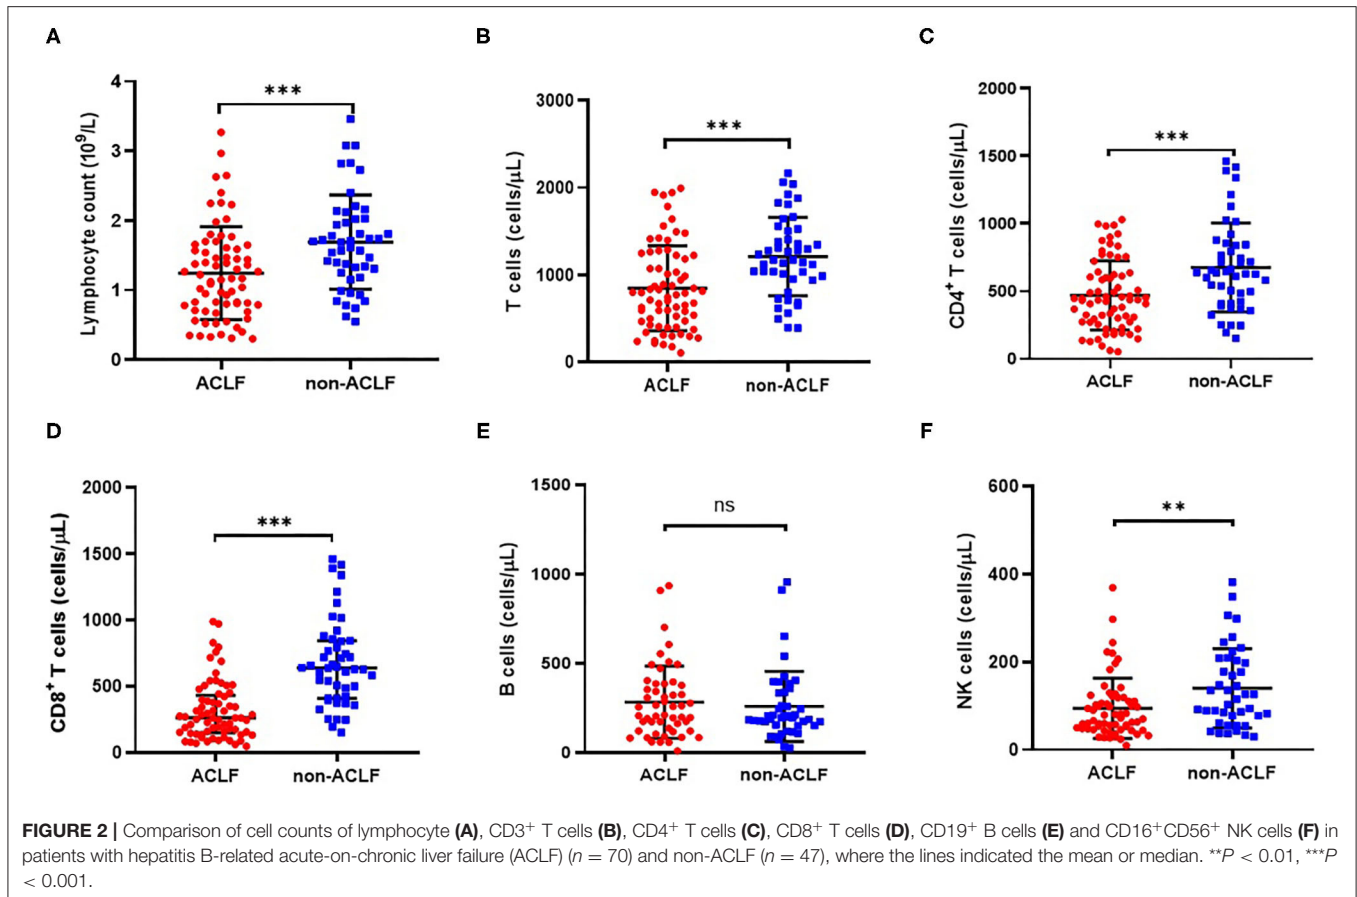 A
Lymphocyte count (10⁹/L)
4
3
2
1
0
***
ACLF
non-ACLF
B
T cells (cells/μL)
3000
2000
1000
0
***
ACLF
non-ACLF
C
CD4⁺ T cells (cells/μL)
2000
1500
1000
500
0
***
ACLF
non-ACLF
D
CD8⁺ T cells (cells/μL)
2000
1500
1000
500
0
***
ACLF
non-ACLF
E
B cells (cells/μL)
1500
1000
500
0
ns
ACLF
non-ACLF
F
NK cells (cells/μL)
600
400
200
0
**
ACLF
non-ACLF
FIGURE 2 | Comparison of cell counts of lymphocyte (A), CD3⁺ T cells (B), CD4⁺ T cells (C), CD8⁺ T cells (D), CD19⁺ B cells (E) and CD16⁺CD56⁺ NK cells (F) in
patients with hepatitis B-related acute-on-chronic liver failure (ACLF) (n = 70) and non-ACLF (n = 47), where the lines indicated the mean or median. **P < 0.01, ***P
< 0.001.